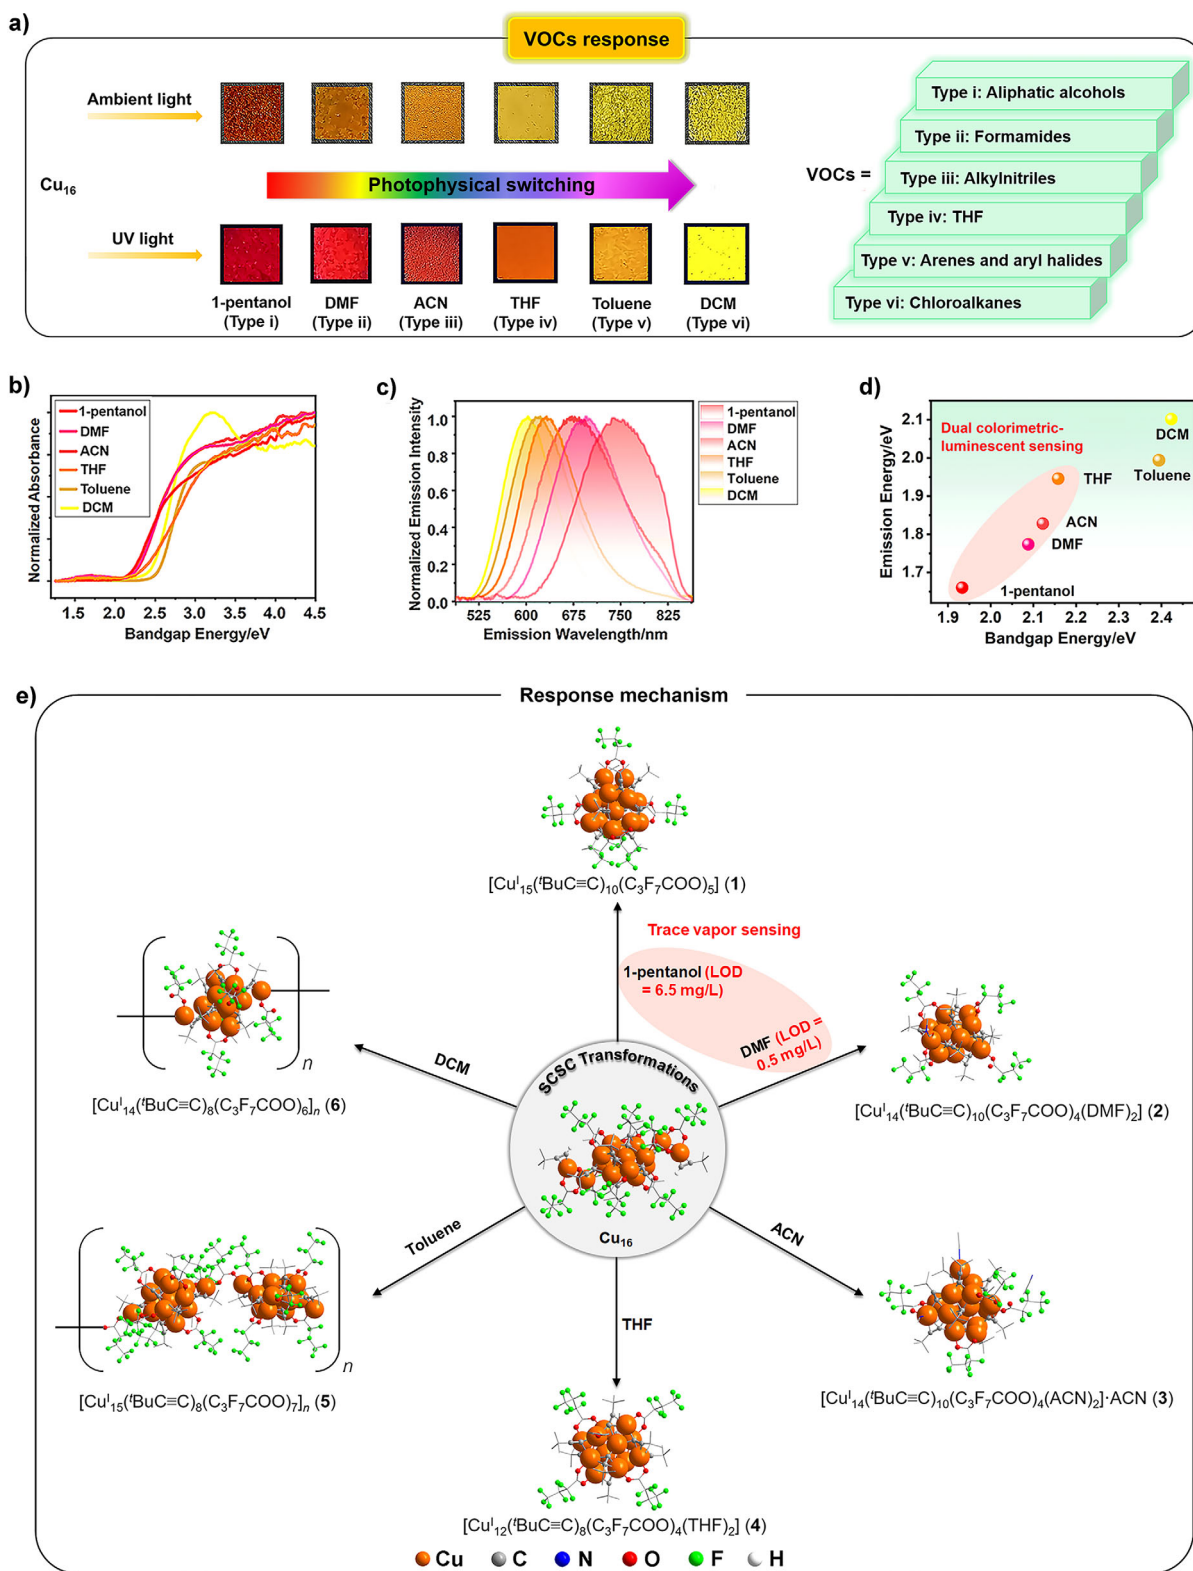 a)
VOCs response
Ambient light
Cu₁₆
Photophysical switching
UV light
1-pentanol
(Type i)
DMF
(Type ii)
ACN
(Type iii)
THF
(Type iv)
Toluene
(Type v)
DCM
(Type vi)
VOCs =
Type i: Aliphatic alcohols
Type ii: Formamides
Type iii: Alkylnitriles
Type iv: THF
Type v: Arenes and aryl halides
Type vi: Chloroalkanes
b)
Normalized Absorbance
1-pentanol
DMF
ACN
THF
Toluene
DCM
1.5 2.0 2.5 3.0 3.5 4.0 4.5
Bandgap Energy/eV
c)
Normalized Emission Intensity
1.0
0.8
0.6
0.4
0.2
0.0
525 600 675 750 825
Emission Wavelength/nm
1-pentanol
DMF
ACN
THF
Toluene
DCM
d)
Emission Energy/eV
2.1
2.0
1.9
1.8
1.7
Dual colorimetric-
luminescent sensing
DCM
Toluene
THF
ACN
DMF
1-pentanol
1.9 2.0 2.1 2.2 2.3 2.4
Bandgap Energy/eV
e)
Response mechanism
[Cuᴵ₁₅(ᵗBuC≡C)₁₀(C₃F₇COO)₅] (1)
Trace vapor sensing
1-pentanol (LOD
= 6.5 mg/L)
DMF (LOD =
0.5 mg/L)
n
[Cuᴵ₁₄(ᵗBuC≡C)₈(C₃F₇COO)₆]ₙ (6)
DCM
SCSC Transformations
[Cuᴵ₁₄(ᵗBuC≡C)₁₀(C₃F₇COO)₄(DMF)₂] (2)
Cu₁₆
Toluene
ACN
n
[Cuᴵ₁₅(ᵗBuC≡C)₈(C₃F₇COO)₇]ₙ (5)
THF
[Cuᴵ₁₄(ᵗBuC≡C)₁₀(C₃F₇COO)₄(ACN)₂]·ACN (3)
[Cuᴵ₁₂(ᵗBuC≡C)₈(C₃F₇COO)₄(THF)₂] (4)
Cu C N O F H